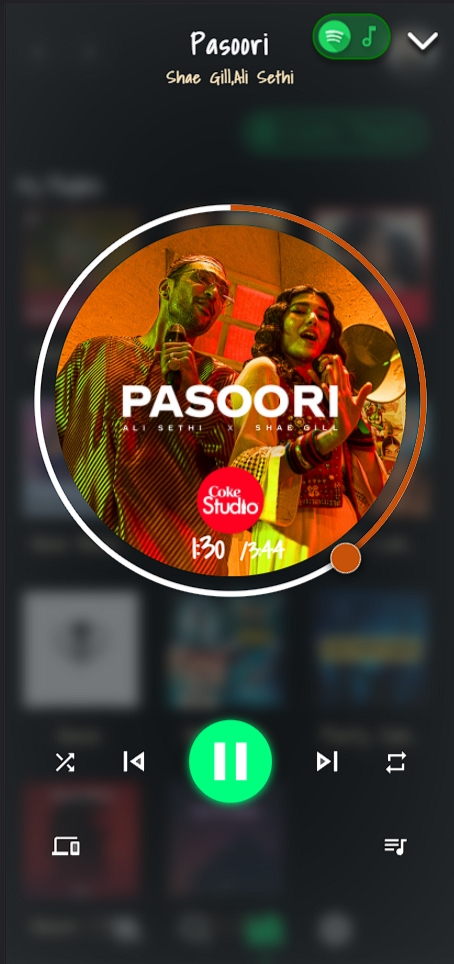 Pasoori
Shae Gill,Ali Sethi
PASOORI
ALI SETHI X SHAE GILL
Coke
Studio
1:30 /3:44